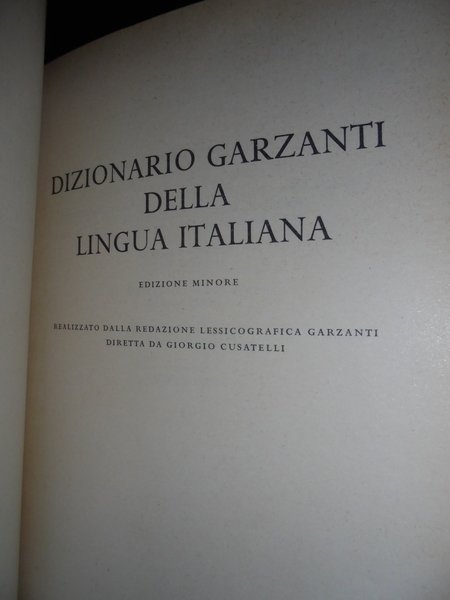 DIZIONARIO GARZANTI
DELLA
LINGUA ITALIANA
EDIZIONE MINORE
REALIZZATO DALLA REDAZIONE LESSICOGRAFICA GARZANTI
DIRETTA DA GIORGIO CUSATELLI